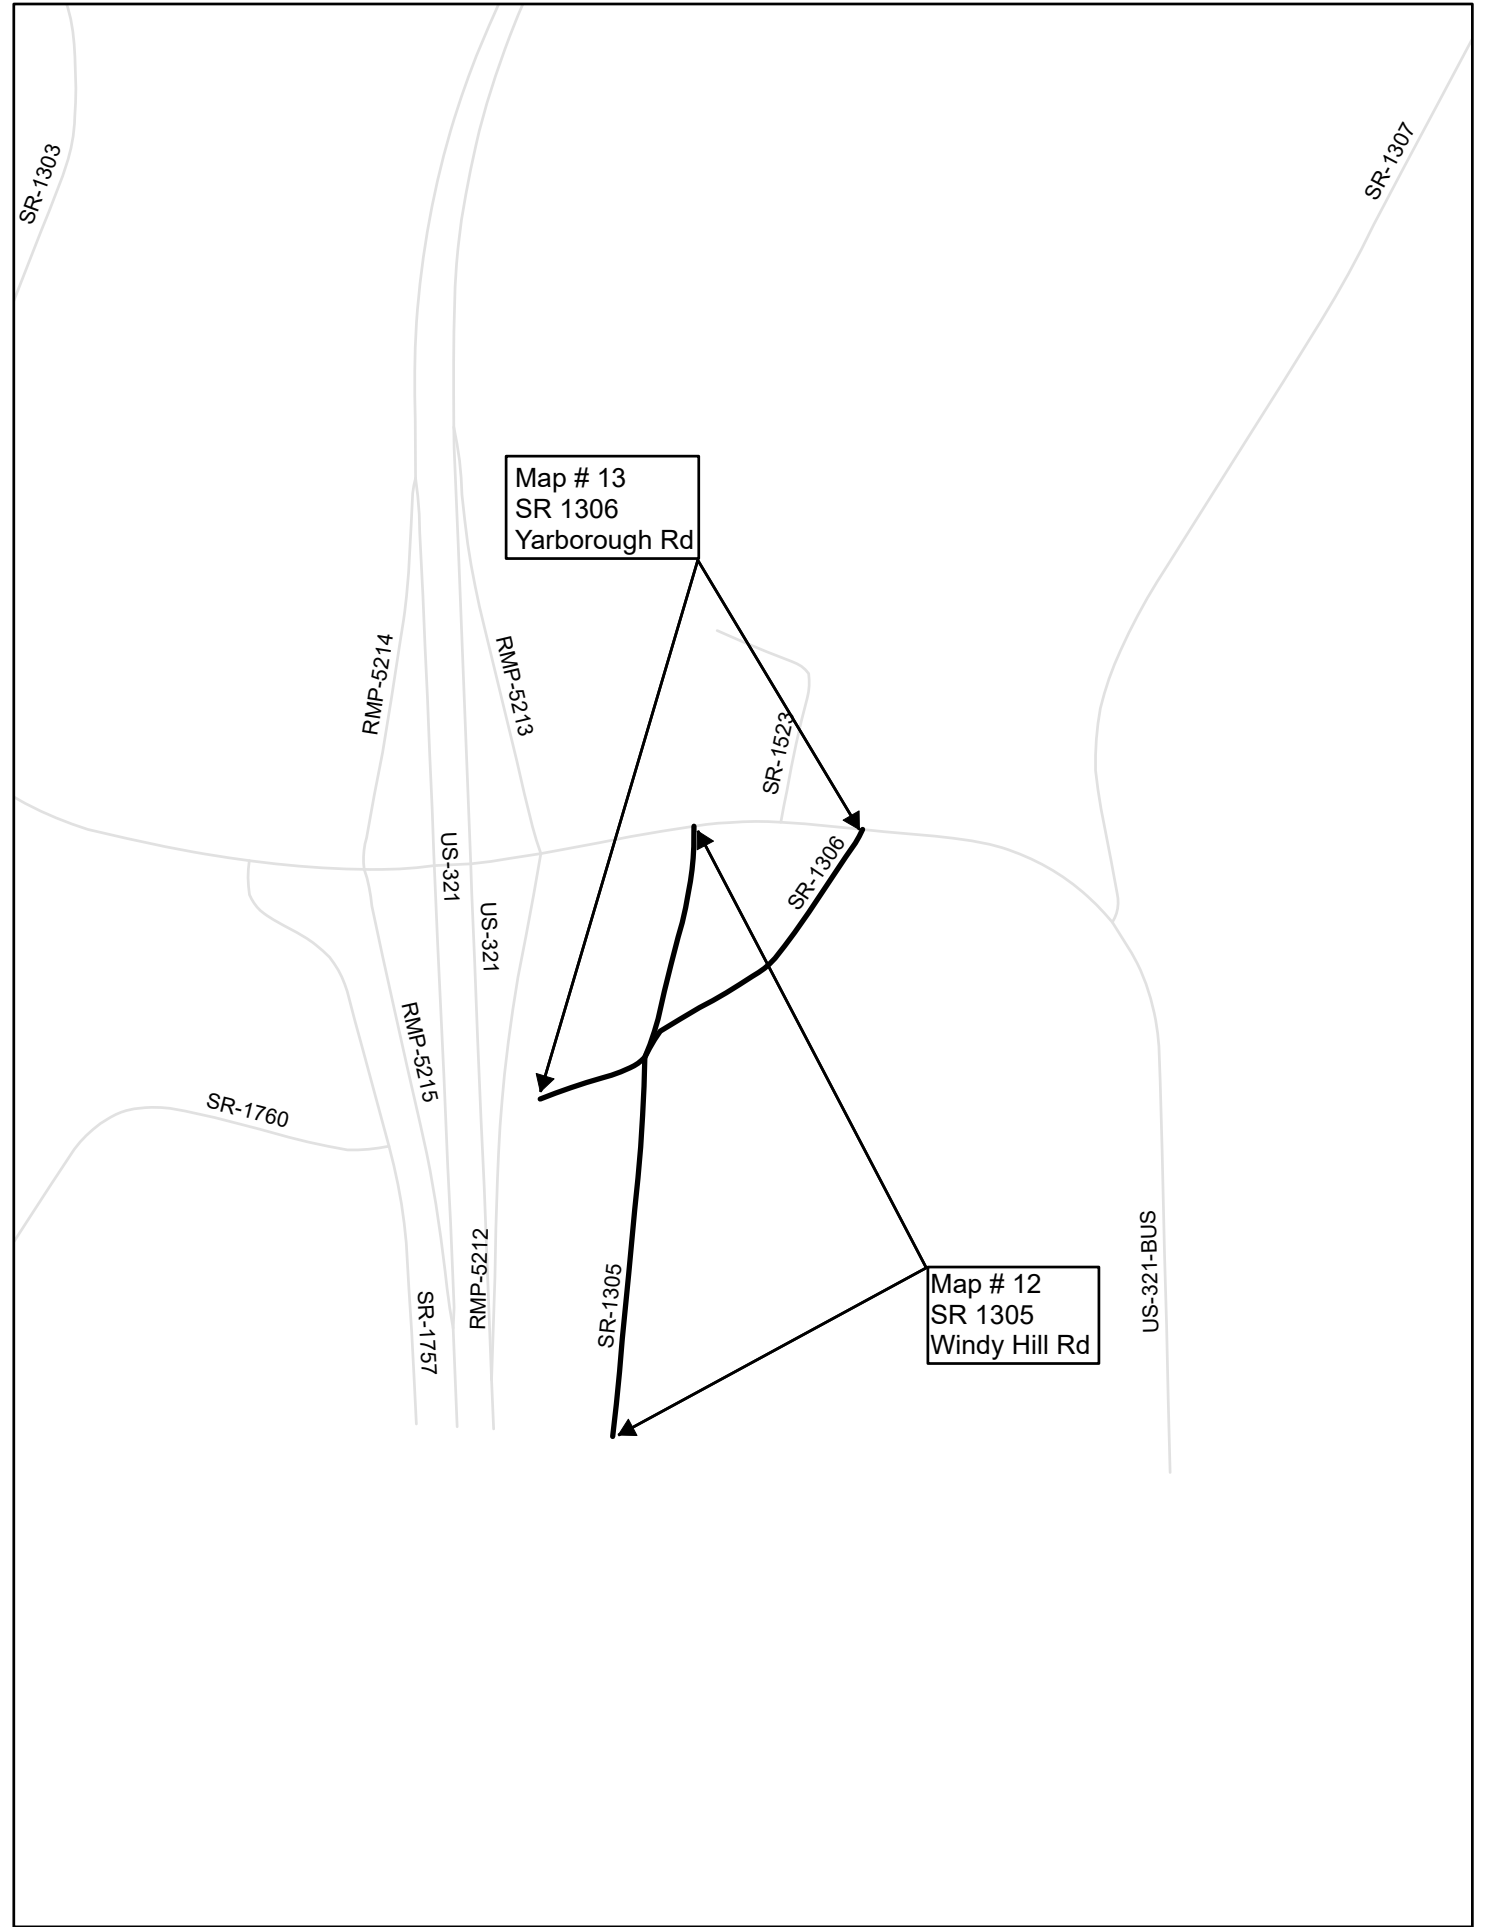 SR-1303
SR-1307
Map # 13
SR 1306
Yarborough Rd
RMP-5214
RMP-5213
SR-1523
US-321
SR-1306
US-321
RMP-5215
SR-1760
RMP-5212
SR-1305
SR-1757
US-321-BUS
Map # 12
SR 1305
Windy Hill Rd